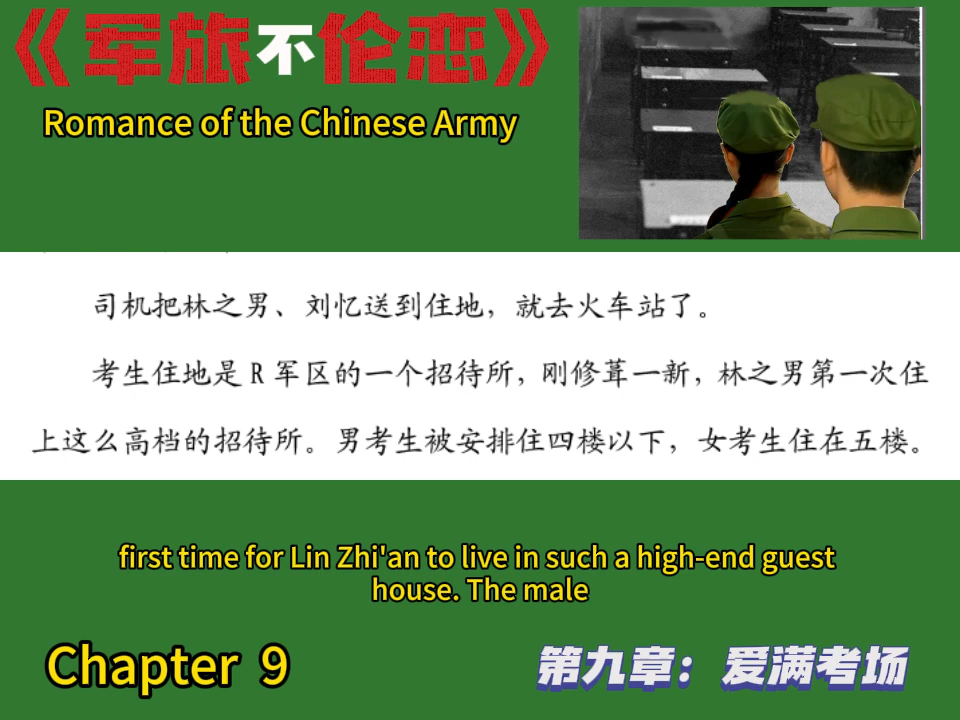 《军旅不伦恋》
Romance of the Chinese Army
司机把林之男、刘忆送到住地，就去火车站了。
考生住地是 R 军区的一个招待所，刚修葺一新，林之男第一次住
上这么高档的招待所。男考生被安排住四楼以下，女考生住在五楼。
first time for Lin Zhi'an to live in such a high-end guest
house. The male
Chapter 9
第九章：爱满考场